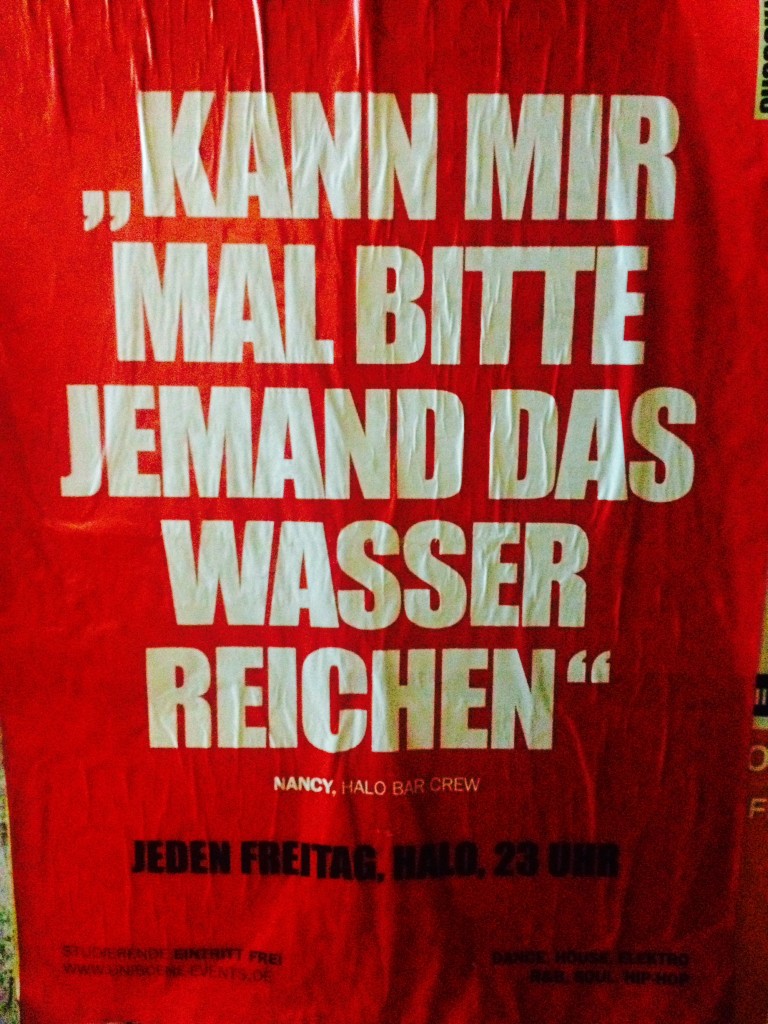 „KANN MIR
MAL BITTE
JEMAND DAS
WASSER
REICHEN“
NANCY, HALO BAR CREW
JEDEN FREITAG, HALO, 23 UHR
STUDIERENDE EINTRITT FREI
DANCE, HOUSE, ELEKTRO
R&B, SOUL, HIP-HOP